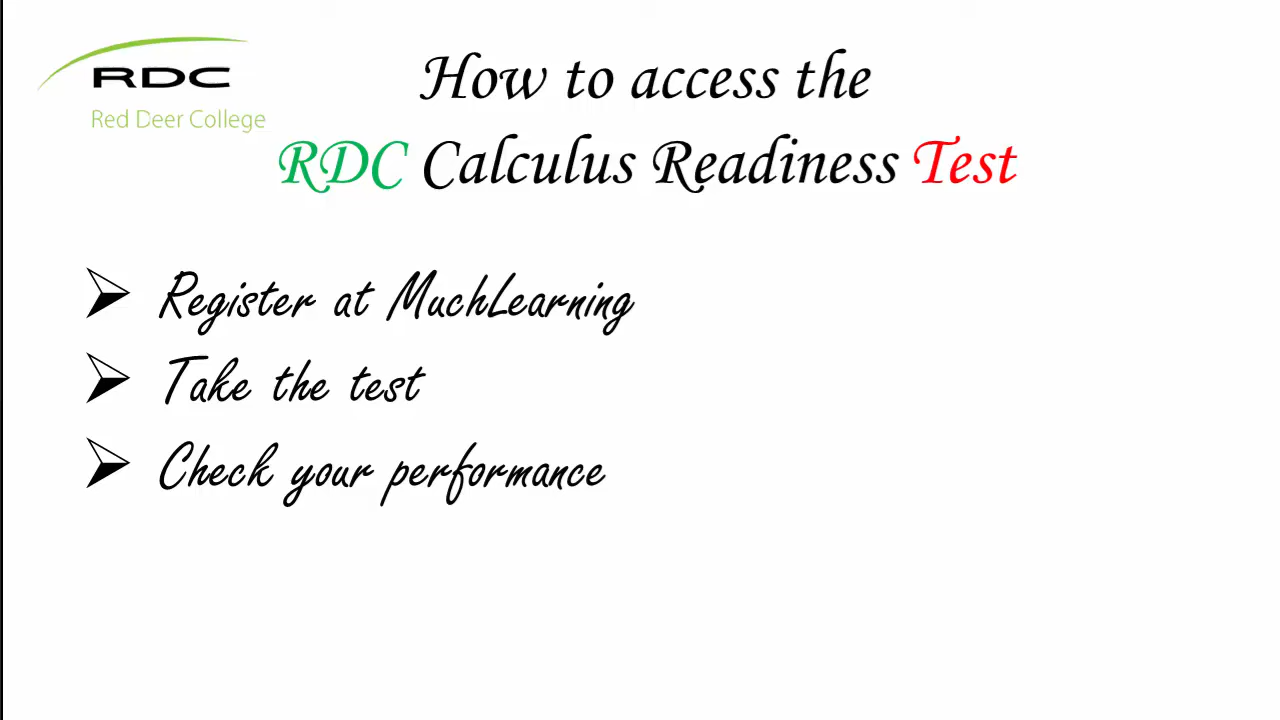 RDC
Red Deer College
How to access the
RDC Calculus Readiness Test
Register at MuchLearning
Take the test
Check your performance